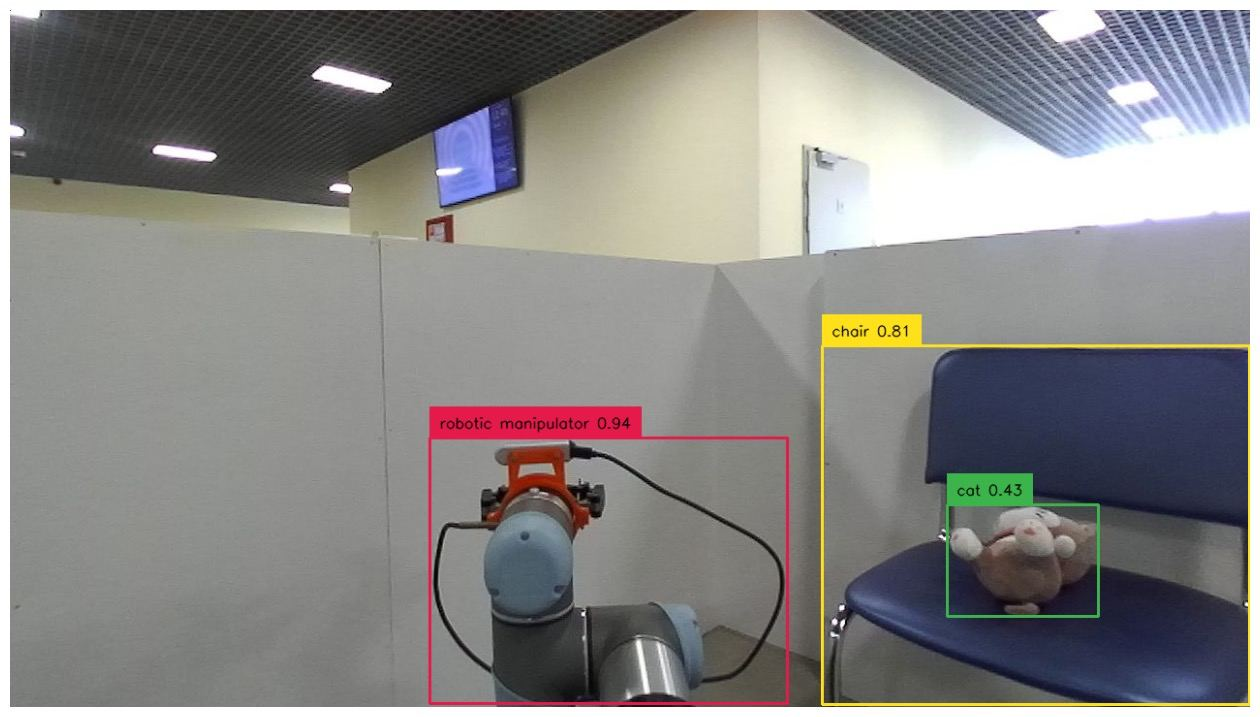 chair 0.81
robotic manipulator 0.94
cat 0.43